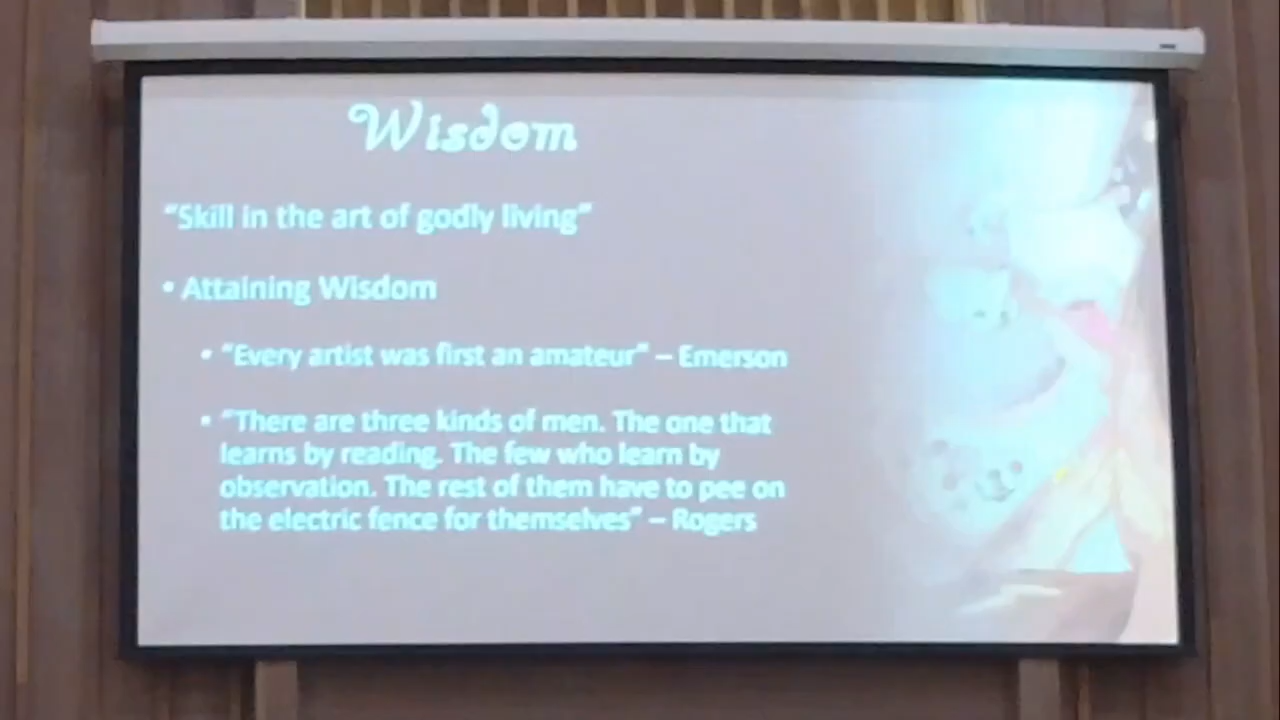 Wisdom
“Skill in the art of godly living”
• Attaining Wisdom
• “Every artist was first an amateur” – Emerson
• “There are three kinds of men. The one that
learns by reading. The few who learn by
observation. The rest of them have to pee on
the electric fence for themselves” – Rogers